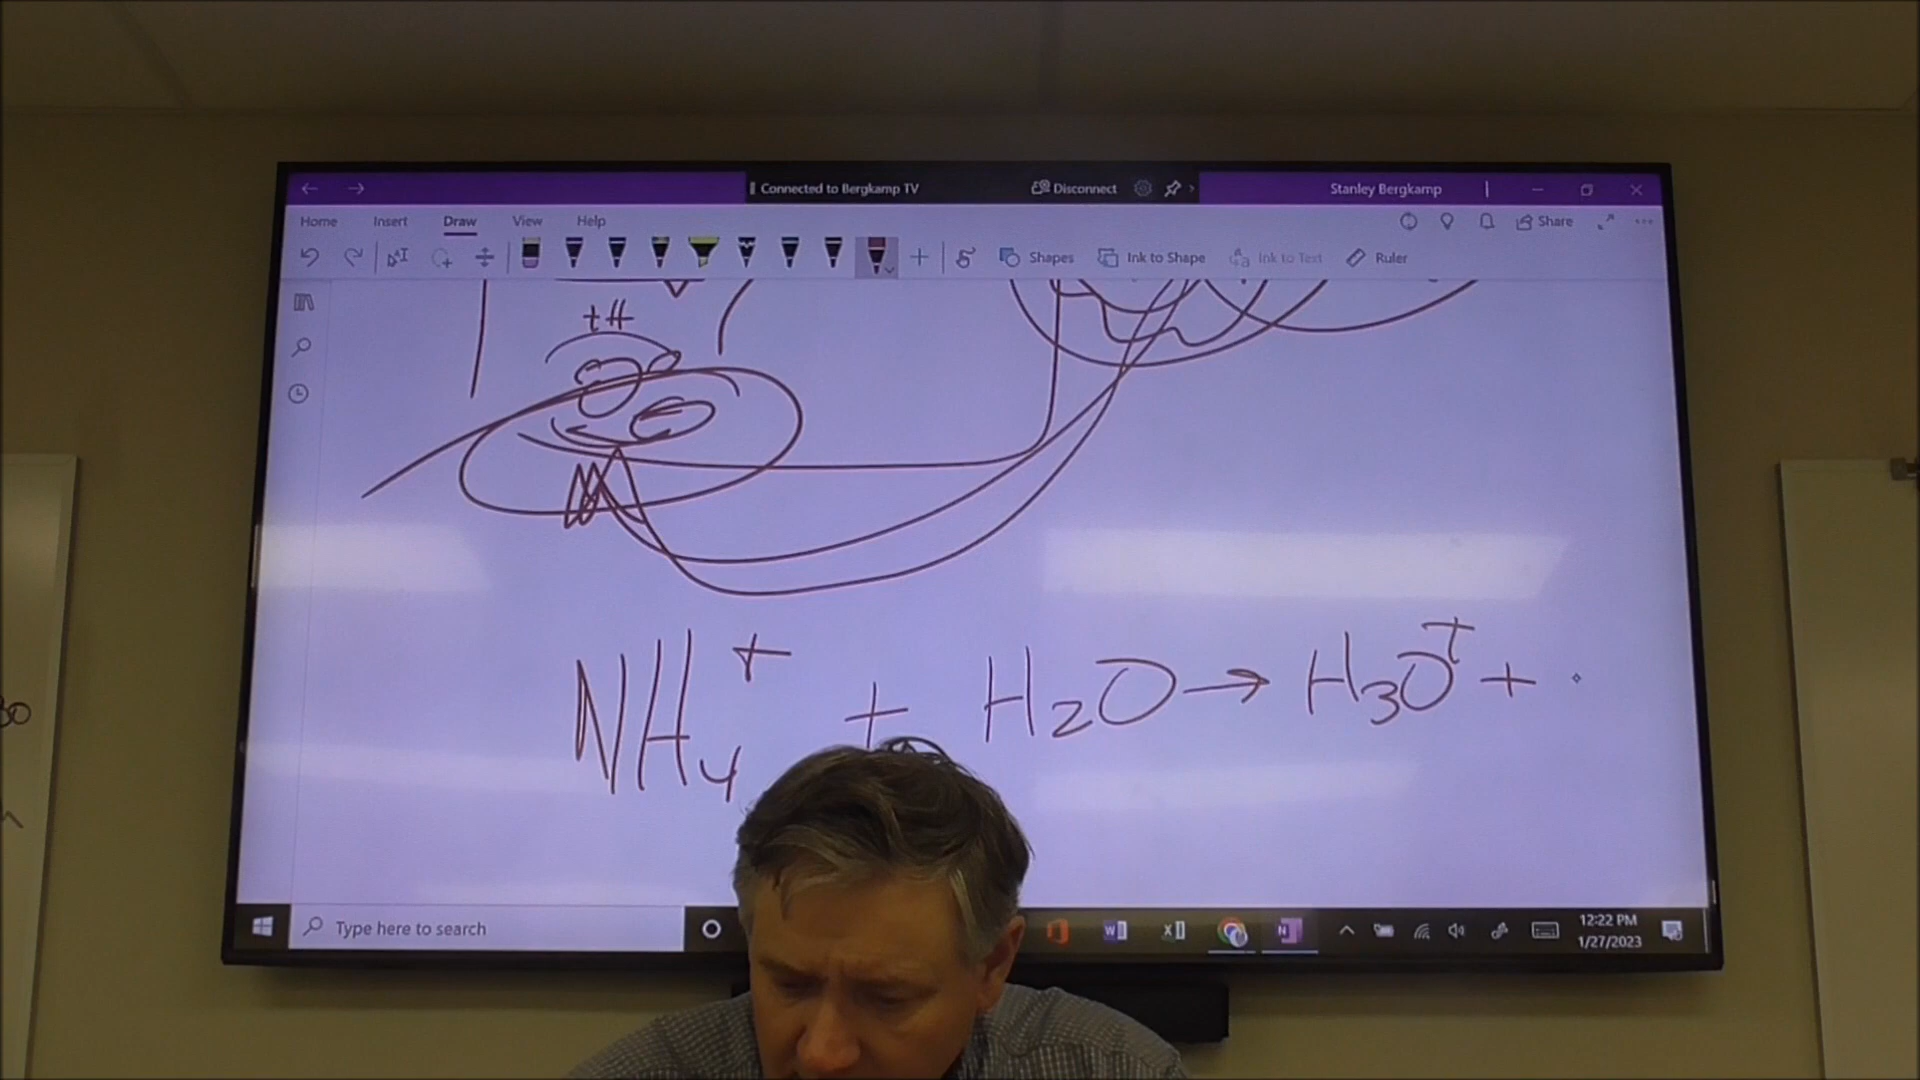 Connected to Bergkamp TV
Disconnect
Stanley Bergkamp
Home Insert Draw View Help
Share
Shapes
Ink to Shape
Ink to Text
Ruler
+H
NH4+ + H2O → H3O+ +
Type here to search
12:22 PM
1/27/2023